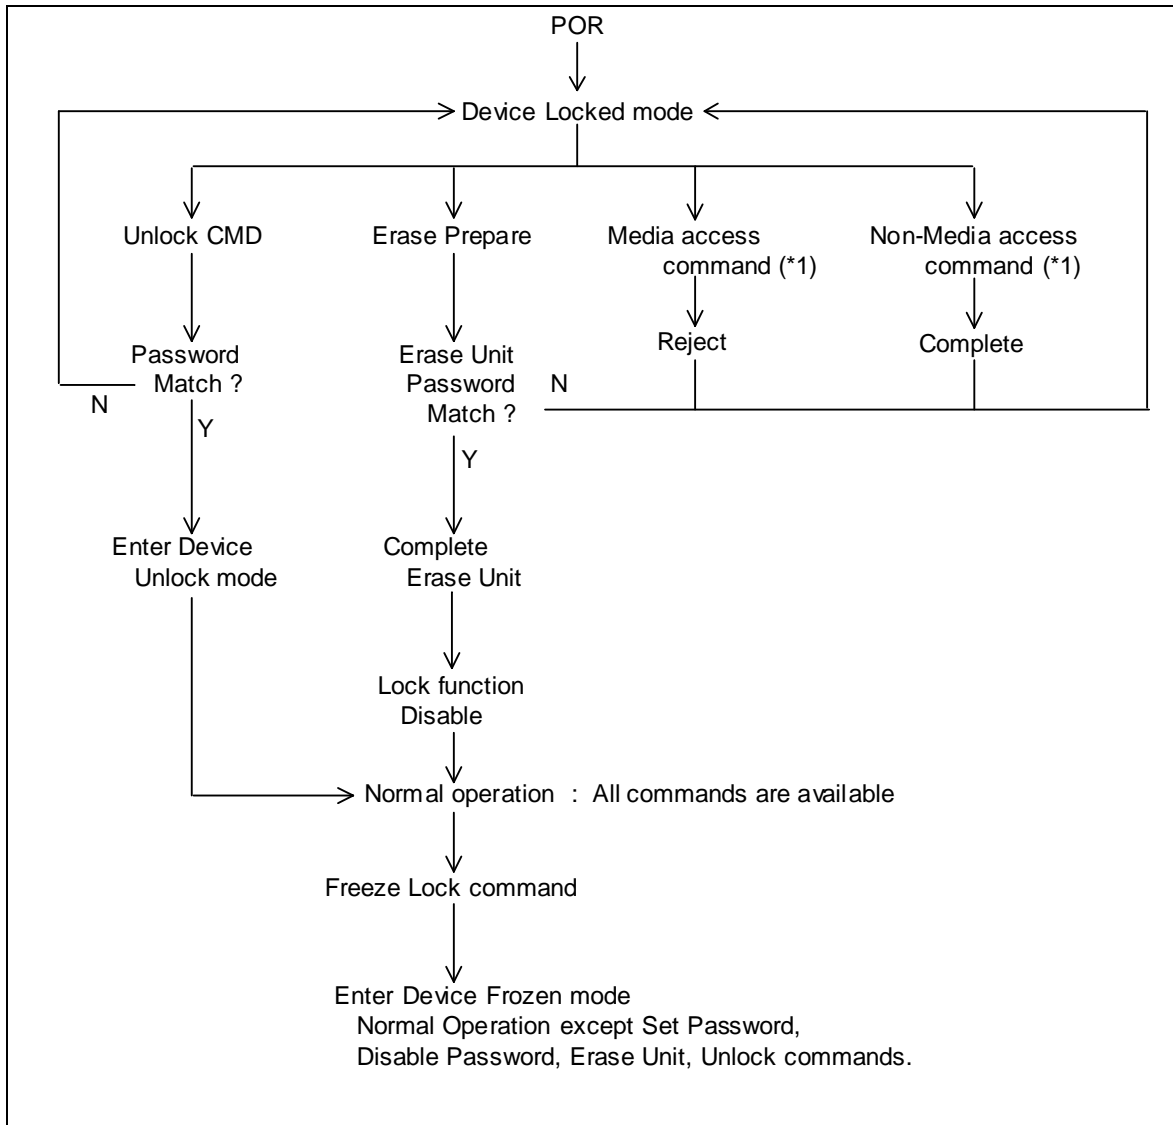 POR
Device Locked mode
Unlock CMD
Erase Prepare
Media access
command (*1)
Non-Media access
command (*1)
Password
Match ?
N
Y
Erase Unit
Password
Match ?
N
Y
Reject
Complete
Enter Device
Unlock mode
Complete
Erase Unit
Lock function
Disable
Normal operation : All commands are available
Freeze Lock command
Enter Device Frozen mode
Normal Operation except Set Password,
Disable Password, Erase Unit, Unlock commands.